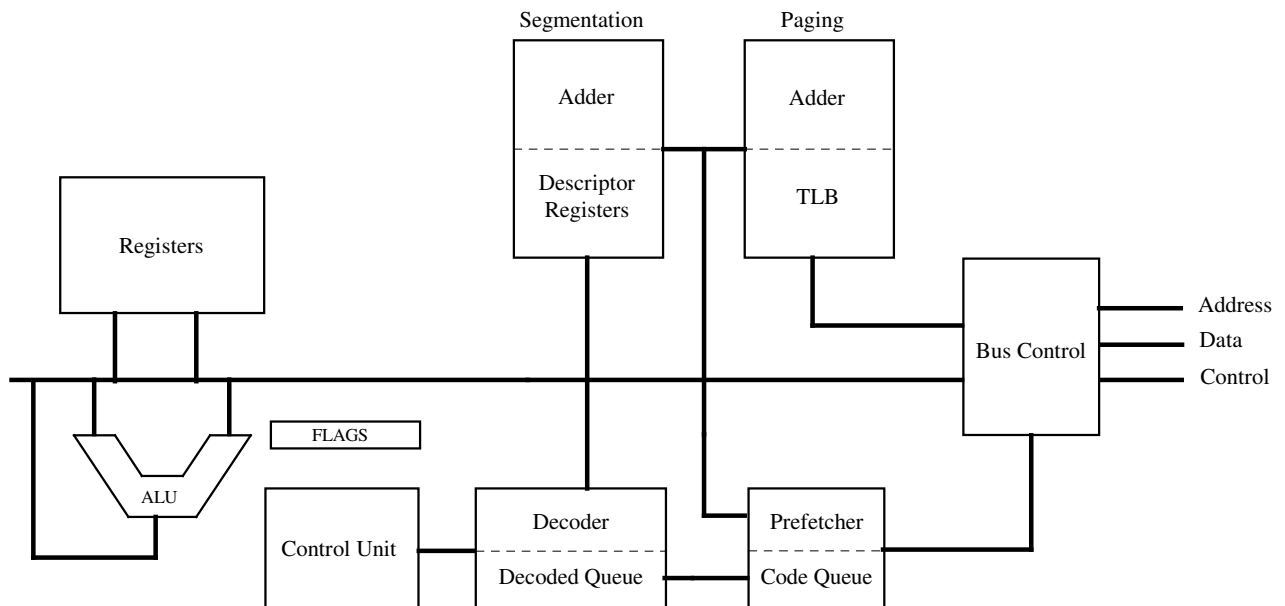 Segmentation
Paging
Adder
Adder
Descriptor
Registers
TLB
Registers
Address
Bus Control
Data
Control
FLAGS
ALU
Decoder
Prefetcher
Control Unit
Decoded Queue
Code Queue